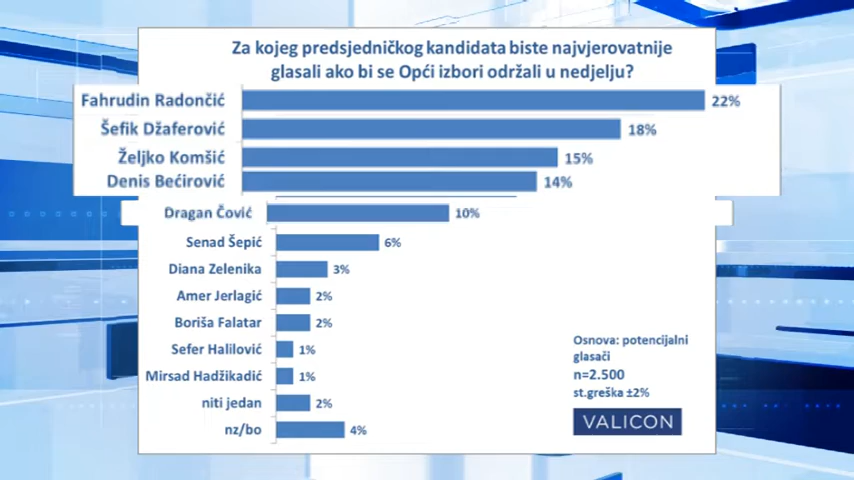 Za kojeg predsjedničkog kandidata biste najvjerovatnije
glasali ako bi se Opći izbori održali u nedjelju?
Fahrudin Radončić 22%
Šefik Džaferović 18%
Željko Komšić 15%
Denis Bećirović 14%
Dragan Čović 10%
Senad Šepić 6%
Diana Zelenika 3%
Amer Jerlagić 2%
Boriša Falatar 2%
Sefer Halilović 1%
Mirsad Hadžikadić 1%
niti jedan 2%
nz/bo 4%
Osnova: potencijalni
glasači
n=2.500
st.greška ±2%
VALICON